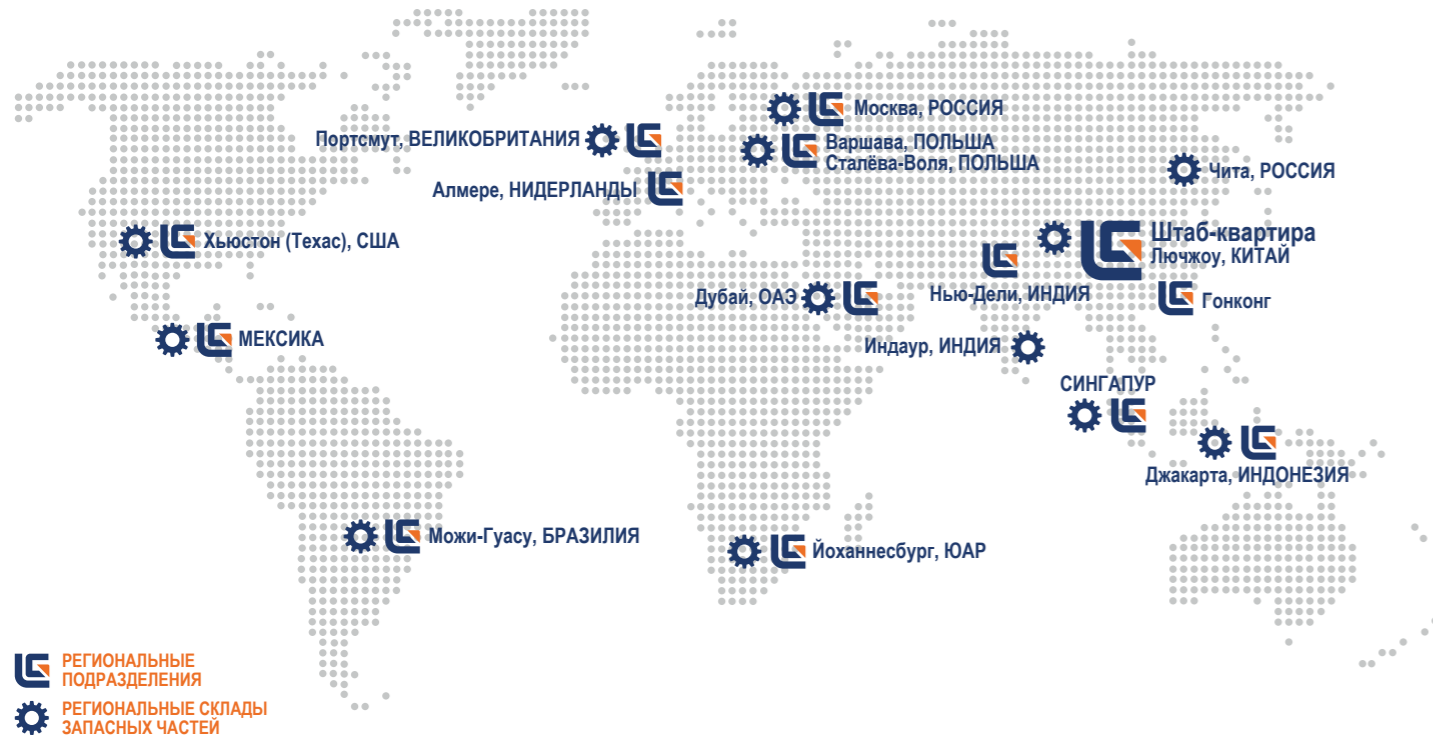 Москва, РОССИЯ
Портсмут, ВЕЛИКОБРИТАНИЯ
Варшава, ПОЛЬША
Сталёва-Воля, ПОЛЬША
Чита, РОССИЯ
Алмере, НИДЕРЛАНДЫ
Хьюстон (Техас), США
Штаб-квартира
Лючжоу, КИТАЙ
Дубай, ОАЭ
Нью-Дели, ИНДИЯ
Гонконг
МЕКСИКА
Индаур, ИНДИЯ
СИНГАПУР
Джакарта, ИНДОНЕЗИЯ
Можи-Гуасу, БРАЗИЛИЯ
Йоханнесбург, ЮАР
РЕГИОНАЛЬНЫЕ
ПОДРАЗДЕЛЕНИЯ
РЕГИОНАЛЬНЫЕ СКЛАДЫ
ЗАПАСНЫХ ЧАСТЕЙ